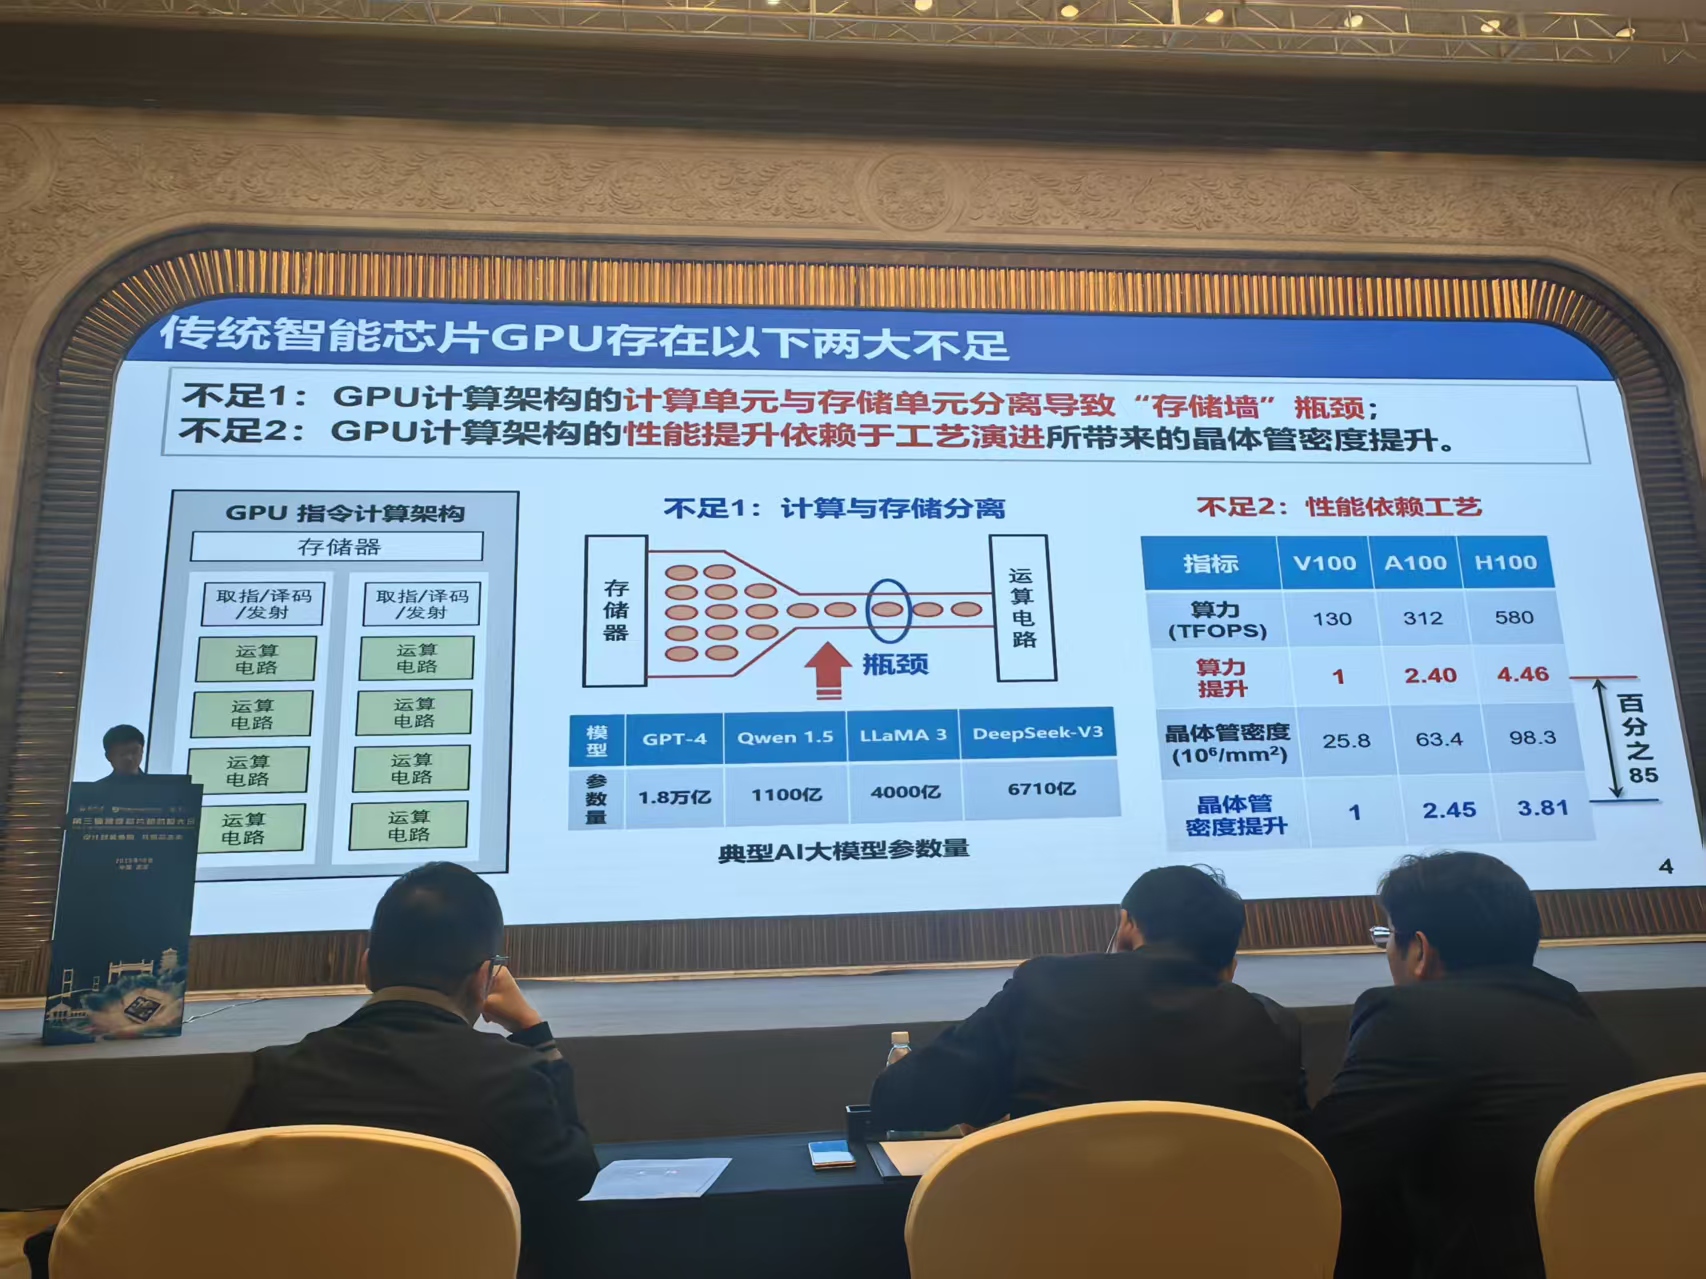 传统智能芯片GPU存在以下两大不足
不足1：GPU计算架构的计算单元与存储单元分离导致“存储墙”瓶颈；
不足2：GPU计算架构的性能提升依赖于工艺演进所带来的晶体管密度提升。
GPU 指令计算架构
存储器
取指/译码
/发射
取指/译码
/发射
运算
电路
运算
电路
运算
电路
运算
电路
运算
电路
运算
电路
运算
电路
运算
电路
不足1：计算与存储分离
存储器
运算电路
瓶颈
模型 GPT-4 Qwen 1.5 LLaMA 3 DeepSeek-V3
参数量 1.8万亿 1100亿 4000亿 6710亿
典型AI大模型参数量
不足2：性能依赖工艺
指标 V100 A100 H100
算力
(TFOPS) 130 312 580
算力
提升 1 2.40 4.46
晶体管密度
(10⁶/mm²) 25.8 63.4 98.3
晶体管
密度提升 1 2.45 3.81
百分之85
4